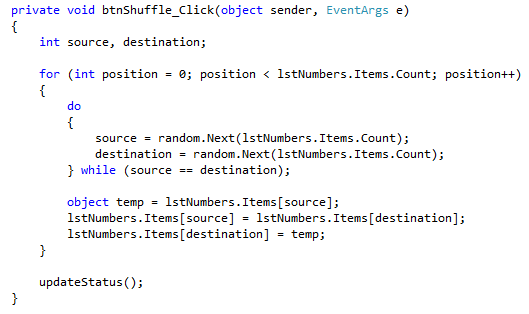 private void btnShuffle_Click(object sender, EventArgs e)
{
    int source, destination;

    for (int position = 0; position < lstNumbers.Items.Count; position++)
    {
        do
        {
            source = random.Next(lstNumbers.Items.Count);
            destination = random.Next(lstNumbers.Items.Count);
        } while (source == destination);

        object temp = lstNumbers.Items[source];
        lstNumbers.Items[source] = lstNumbers.Items[destination];
        lstNumbers.Items[destination] = temp;
    }

    updateStatus();
}